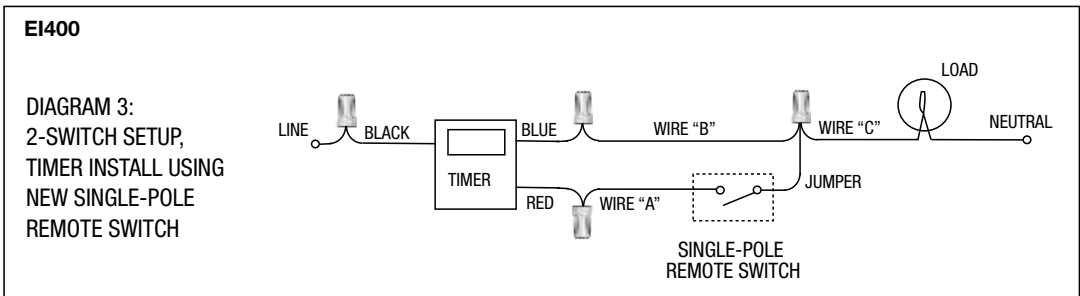 EI400
DIAGRAM 3:
2-SWITCH SETUP,
TIMER INSTALL USING
NEW SINGLE-POLE
REMOTE SWITCH
LINE
BLACK
TIMER
BLUE
RED
WIRE “B”
WIRE “A”
WIRE “C”
JUMPER
LOAD
NEUTRAL
SINGLE-POLE
REMOTE SWITCH